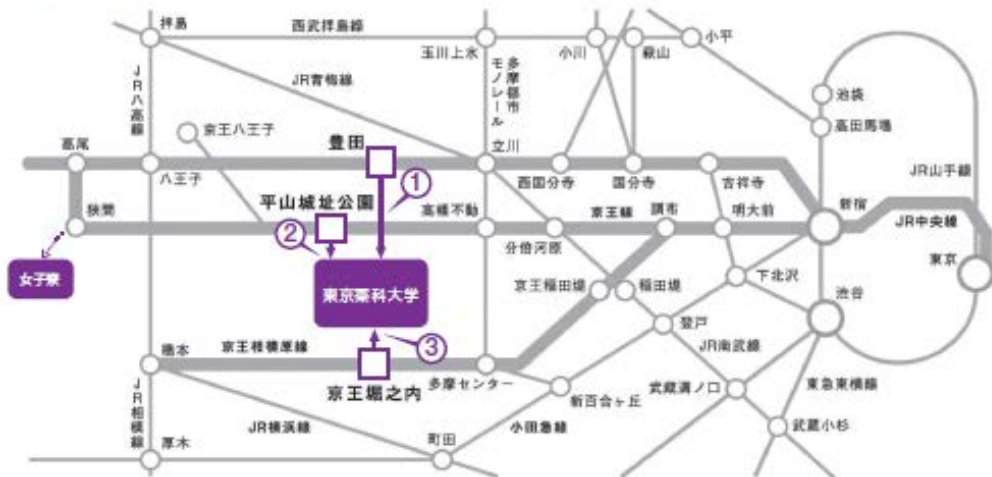 拝島
西武拝島線
玉川上水
小川
萩山
小平
JR八高線
JR青梅線
多摩都市
モノレール
池袋
高田馬場
京王八王子
豊田
高尾
八王子
立川
西国分寺
国分寺
吉祥寺
JR山手線
①
平山城址公園
狭間
高幡不動
京王線
調布
明大前
新宿
JR中央線
②
分倍河原
女子寮
東京薬科大学
京王稲田堤
稲田堤
下北沢
東京
渋谷
③
登戸
橋本
京王相模原線
JR南武線
京王堀之内
多摩センター
新百合ヶ丘
武蔵溝ノ口
東急東横線
JR相模線
JR横浜線
町田
小田急線
武蔵小杉
厚木